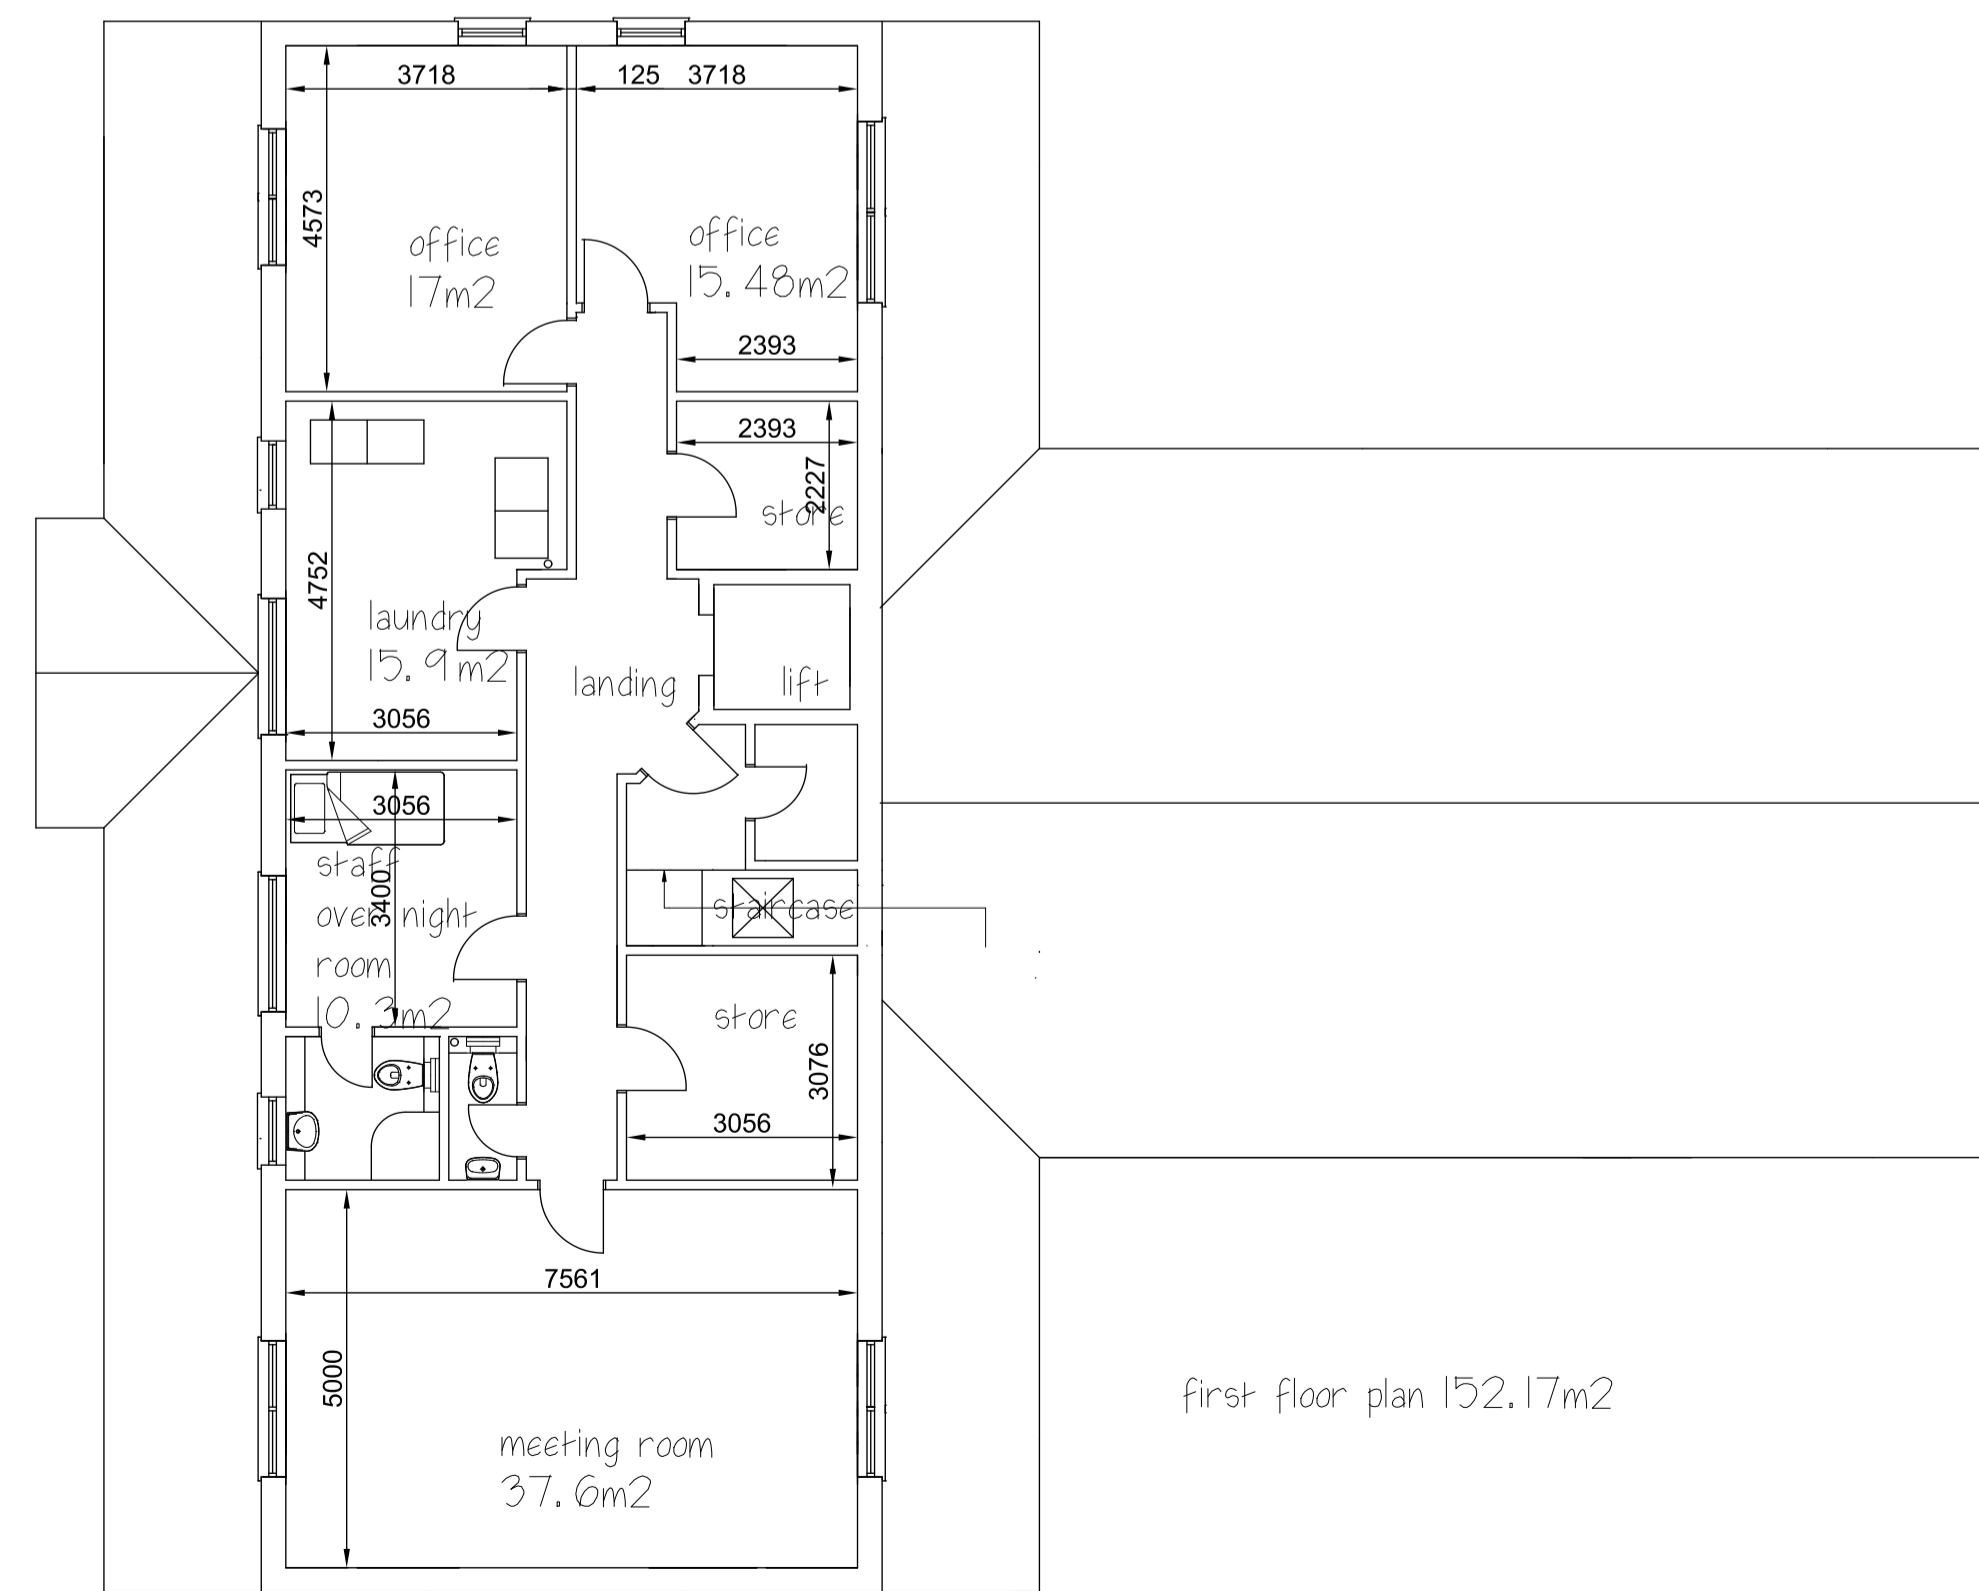 3718
125 3718
4573
office
17m2
office
15.48m2
2393
2393
2227
store
4752
laundry
15.9m2
3056
landing
lift
3056
3400
staff
over night
room
10.3m2
staircase
store
3076
3056
7561
5000
meeting room
37.6m2
first floor plan 152.17m2